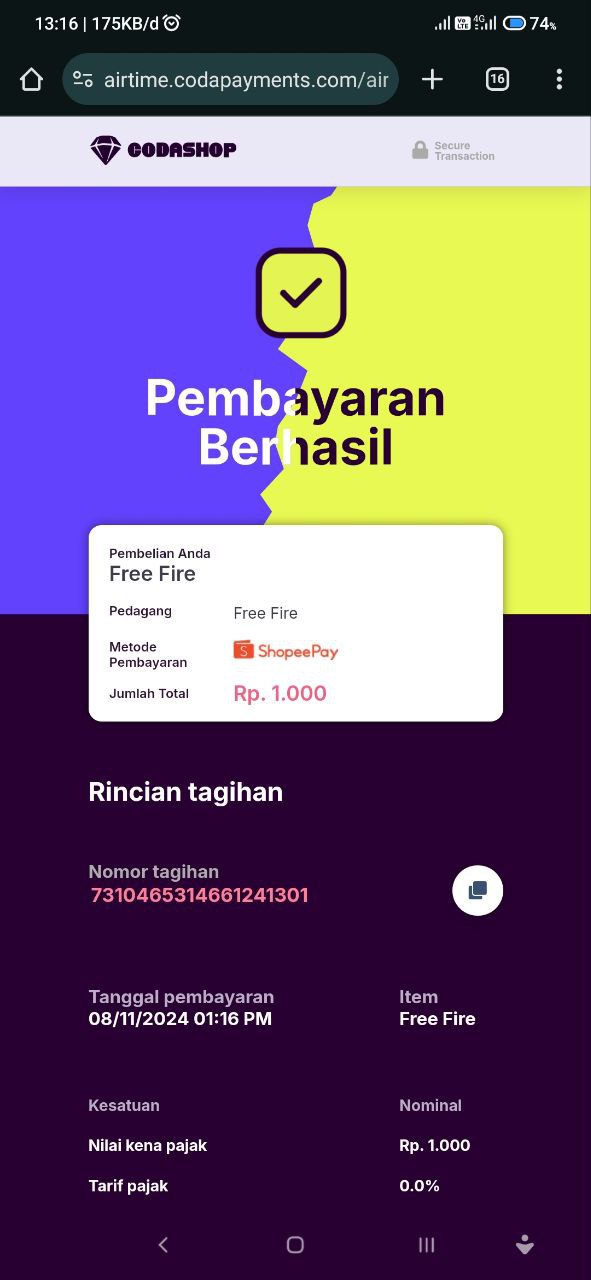 13:16 | 175KB/d
Vo LTE 4G 74%
airtime.codapayments.com/air
16
CODASHOP
Secure
Transaction
Pembayaran
Berhasil
Pembelian Anda
Free Fire
Pedagang Free Fire
Metode
Pembayaran
S ShopeePay
Jumlah Total Rp. 1.000
Rincian tagihan
Nomor tagihan
7310465314661241301
Tanggal pembayaran Item
08/11/2024 01:16 PM Free Fire
Kesatuan Nominal
Nilai kena pajak Rp. 1.000
Tarif pajak 0.0%